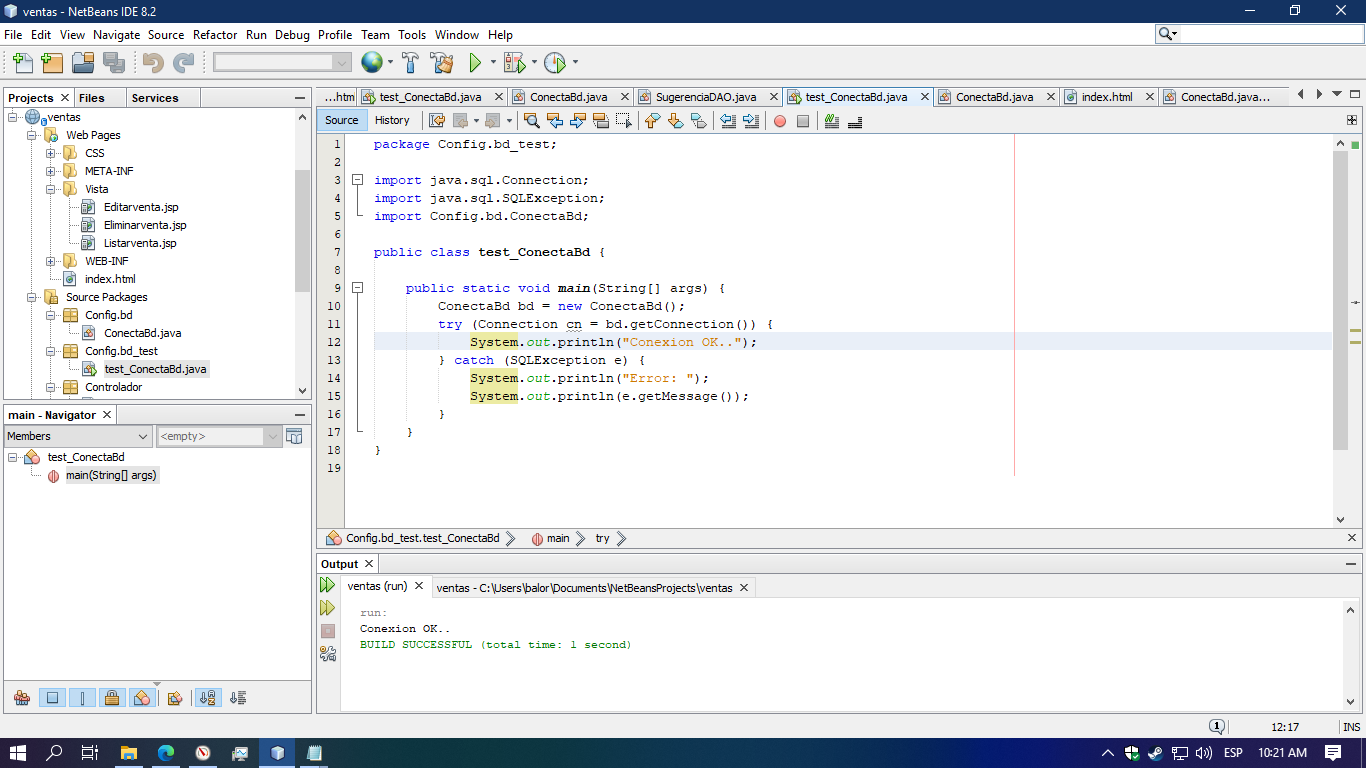 ventas - NetBeans IDE 8.2
File Edit View Navigate Source Refactor Run Debug Profile Team Tools Window Help
Projects Files Services
ventas
Web Pages
CSS
META-INF
Vista
Editarventa.jsp
Eliminarventa.jsp
Listarventa.jsp
WEB-INF
index.html
Source Packages
Config.bd
ConectaBd.java
Config.bd_test
test_ConectaBd.java
Controlador
main - Navigator
Members <empty>
test_ConectaBd
main(String[] args)
...htm test_ConectaBd.java ConectaBd.java SugerenciaDAO.java test_ConectaBd.java ConectaBd.java index.html ConectaBd.java...
Source History
1 package Config.bd_test;
2
3 import java.sql.Connection;
4 import java.sql.SQLException;
5 import Config.bd.ConectaBd;
6
7 public class test_ConectaBd {
8
9 public static void main(String[] args) {
10 ConectaBd bd = new ConectaBd();
11 try (Connection cn = bd.getConnection()) {
12 System.out.println("Conexion OK..");
13 } catch (SQLException e) {
14 System.out.println("Error: ");
15 System.out.println(e.getMessage());
16 }
17 }
18 }
19
Config.bd_test.test_ConectaBd main try
Output
ventas (run) ventas - C:\Users\balor\Documents\NetBeansProjects\ventas
run:
Conexion OK..
BUILD SUCCESSFUL (total time: 1 second)
1 12:17 INS
ESP 10:21 AM